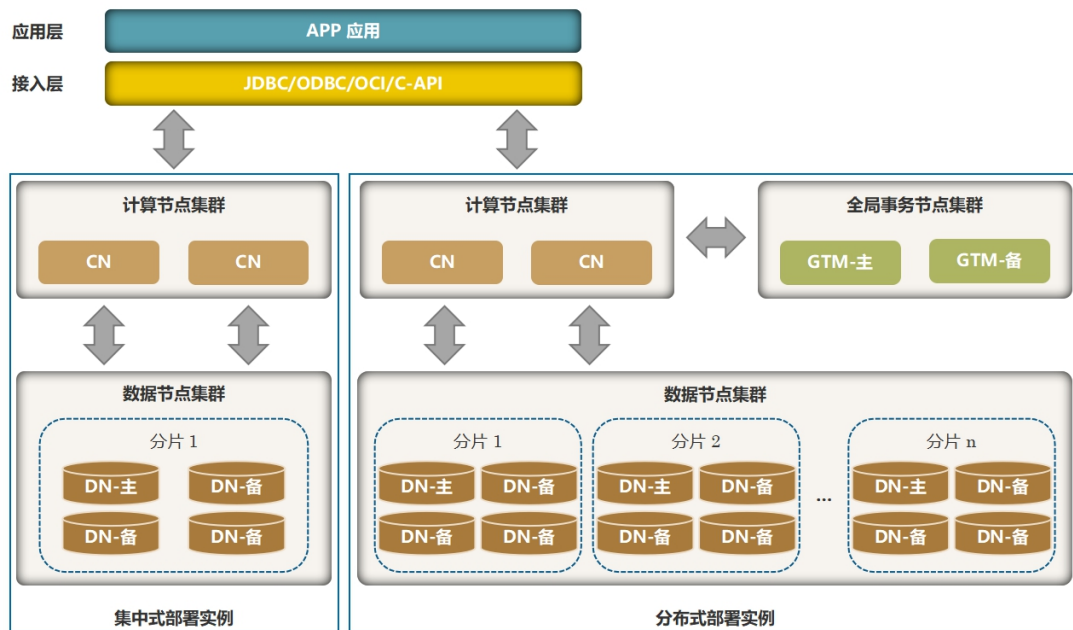 应用层
APP 应用
接入层
JDBC/ODBC/OCI/C-API
计算节点集群
CN
CN
数据节点集群
分片 1
DN-主
DN-备
DN-备
DN-备
集中式部署实例
计算节点集群
CN
CN
全局事务节点集群
GTM-主
GTM-备
数据节点集群
分片 1
DN-主
DN-备
DN-备
DN-备
分片 2
DN-主
DN-备
DN-备
DN-备
...
分片 n
DN-主
DN-备
DN-备
DN-备
分布式部署实例